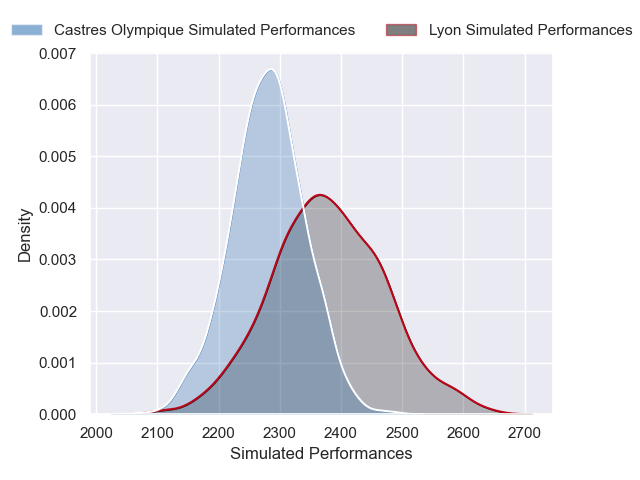 Castres Olympique Simulated Performances
Lyon Simulated Performances
0.007
0.006
0.005
0.004
0.003
0.002
0.001
0.000
Density
2000 2100 2200 2300 2400 2500 2600 2700
Simulated Performances